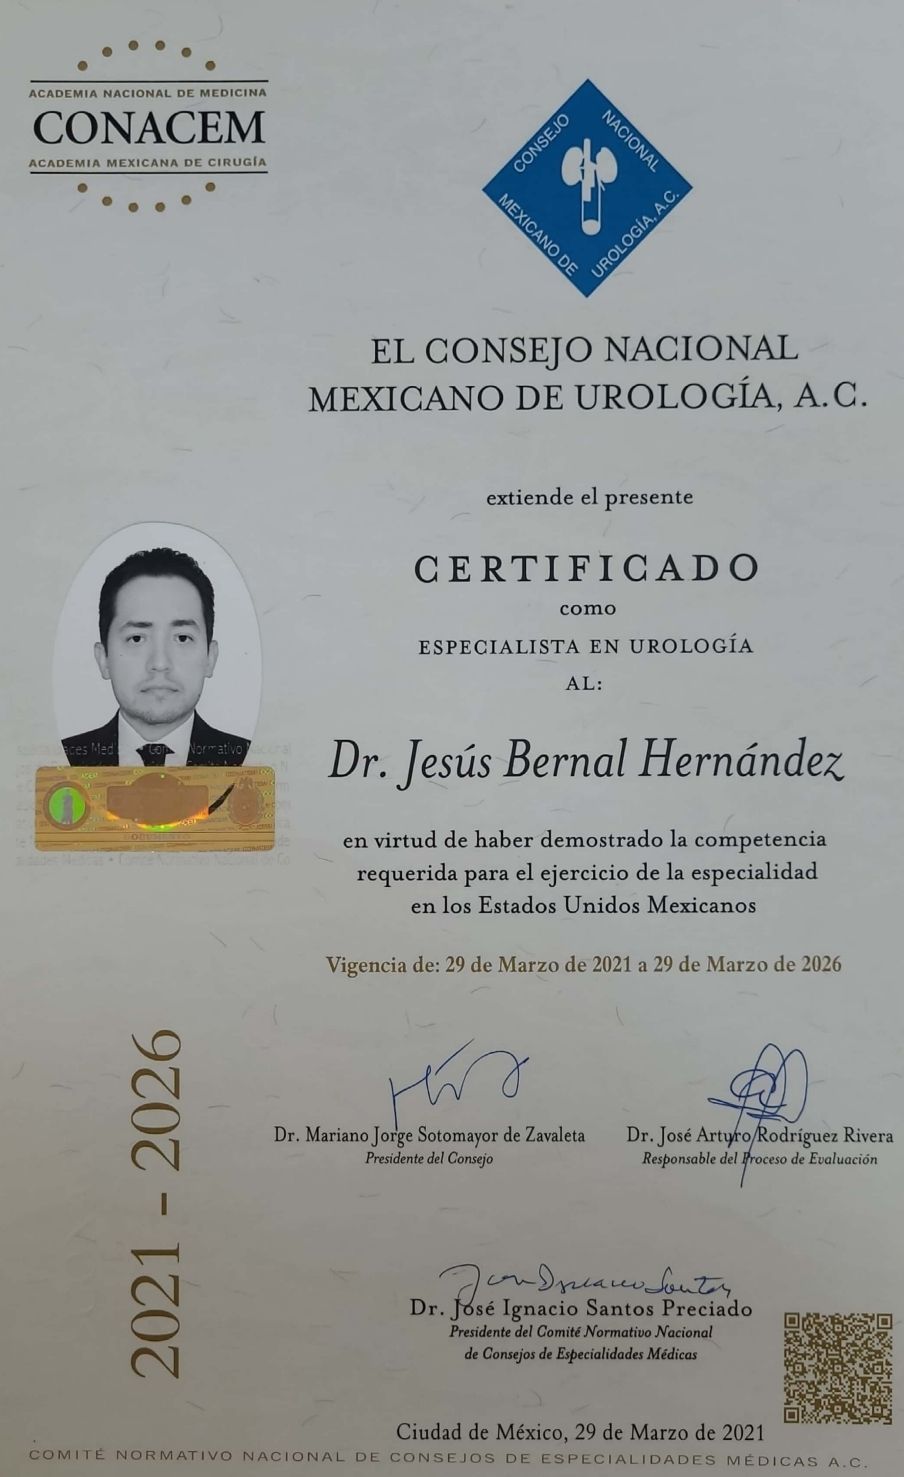 ACADEMIA NACIONAL DE MEDICINA
CONACEM
ACADEMIA MEXICANA DE CIRUGÍA
CONSEJO NACIONAL
MEXICANO DE UROLOGÍA, A.C.
EL CONSEJO NACIONAL
MEXICANO DE UROLOGÍA, A.C.
extiende el presente
CERTIFICADO
como
ESPECIALISTA EN UROLOGÍA
AL:
Dr. Jesús Bernal Hernández
en virtud de haber demostrado la competencia
requerida para el ejercicio de la especialidad
en los Estados Unidos Mexicanos
Vigencia de: 29 de Marzo de 2021 a 29 de Marzo de 2026
2021 - 2026
Dr. Mariano Jorge Sotomayor de Zavaleta
Presidente del Consejo
Dr. José Arturo Rodríguez Rivera
Responsable del Proceso de Evaluación
Dr. José Ignacio Santos Preciado
Presidente del Comité Normativo Nacional
de Consejos de Especialidades Médicas
Ciudad de México, 29 de Marzo de 2021
COMITÉ NORMATIVO NACIONAL DE CONSEJOS DE ESPECIALIDADES MÉDICAS A.C.